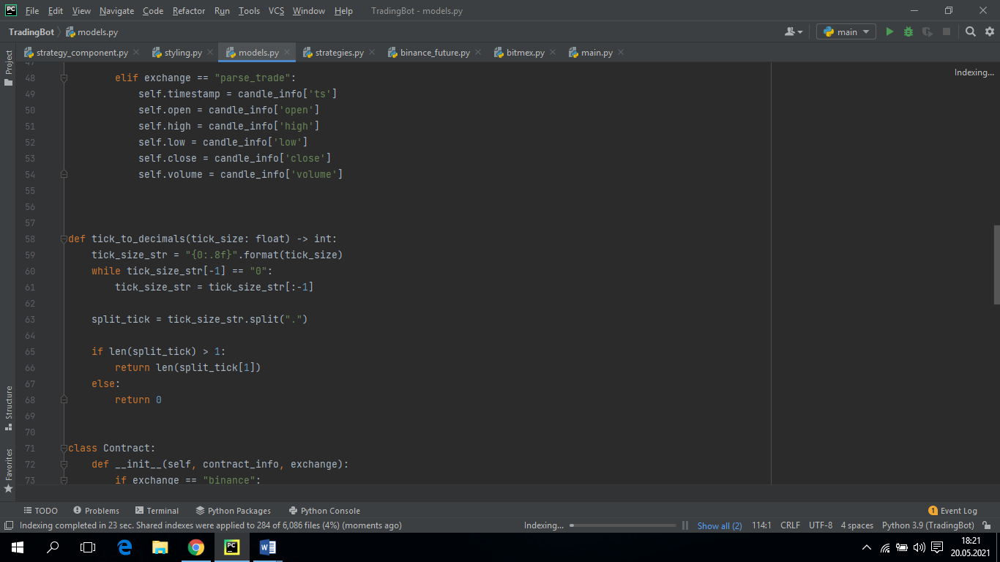 File Edit View Navigate Code Refactor Run Tools VCS Window Help TradingBot - models.py
TradingBot models.py main
strategy_component.py styling.py models.py strategies.py binance_future.py bitmex.py main.py
Project
Indexing...
48 elif exchange == "parse_trade":
49 self.timestamp = candle_info['ts']
50 self.open = candle_info['open']
51 self.high = candle_info['high']
52 self.low = candle_info['low']
53 self.close = candle_info['close']
54 self.volume = candle_info['volume']
55
56
57
58 def tick_to_decimals(tick_size: float) -> int:
59 tick_size_str = "{0:.8f}".format(tick_size)
60 while tick_size_str[-1] == "0":
61 tick_size_str = tick_size_str[:-1]
62
63 split_tick = tick_size_str.split(".")
64
65 if len(split_tick) > 1:
66 return len(split_tick[1])
67 else:
68 return 0
69
70
71 class Contract:
72 def __init__(self, contract_info, exchange):
73 if exchange == "binance":
Structure
Favorites
TODO Problems Terminal Python Packages Python Console 1 Event Log
Indexing completed in 23 sec. Shared indexes were applied to 284 of 6,086 files (4%) (moments ago) Indexing... Show all (2) 114:1 CRLF UTF-8 4 spaces Python 3.9 (TradingBot)
18:21
20.05.2021